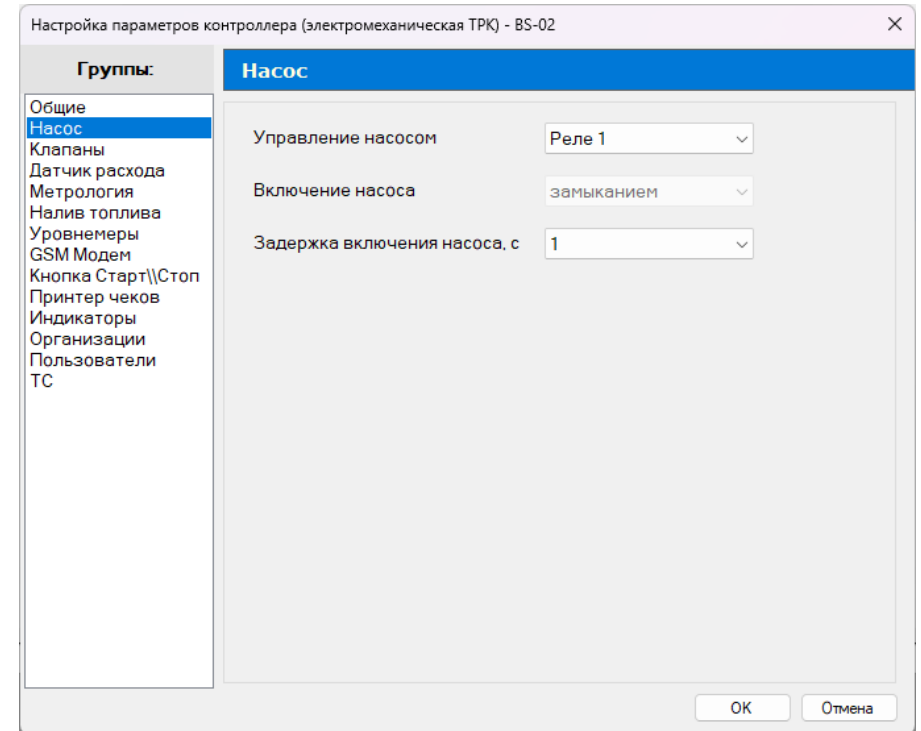 Настройка параметров контроллера (электромеханическая ТРК) - BS-02
Группы:
Насос
Общие
Насос
Клапаны
Датчик расхода
Метрология
Налив топлива
Уровнемеры
GSM Модем
Кнопка Старт\\Стоп
Принтер чеков
Индикаторы
Организации
Пользователи
ТС
Управление насосом
Реле 1
Включение насоса
замыканием
Задержка включения насоса, с
1
OK
Отмена